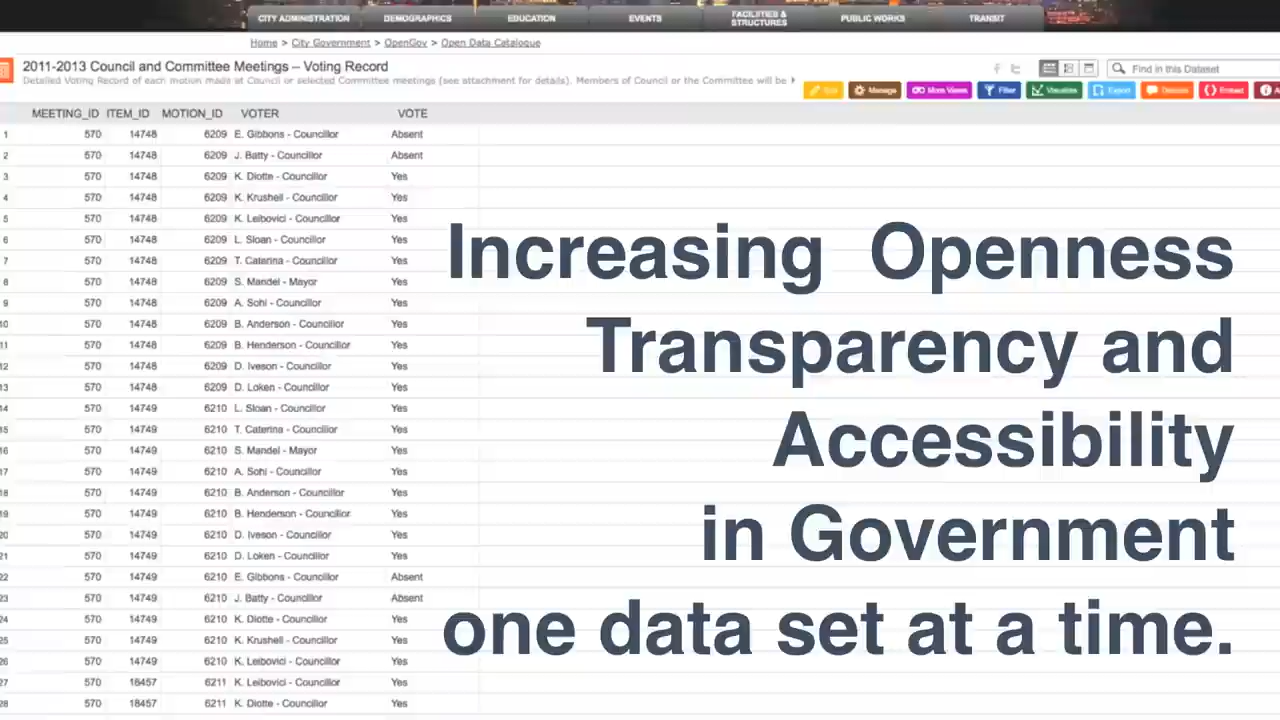 CITY ADMINISTRATION DEMOGRAPHICS EDUCATION EVENTS FACILITIES & STRUCTURES PUBLIC WORKS TRANSIT
Home > City Government > OpenGov > Open Data Catalogue
2011-2013 Council and Committee Meetings – Voting Record
Detailed Voting Record of each motion made at Council or selected Committee meetings (see attachment for details). Members of Council or the Committee will be
Find in this Dataset
Edit Manage More Views Filter Visualize Export Discuss Embed
MEETING_ID ITEM_ID MOTION_ID VOTER VOTE
1 570 14748 6209 E. Gibbons - Councillor Absent
2 570 14748 6209 J. Batty - Councillor Absent
3 570 14748 6209 K. Diotte - Councillor Yes
4 570 14748 6209 K. Krushell - Councillor Yes
5 570 14748 6209 K. Leibovici - Councillor Yes
6 570 14748 6209 L. Sloan - Councillor Yes
7 570 14748 6209 T. Caterina - Councillor Yes
8 570 14748 6209 S. Mandel - Mayor Yes
9 570 14748 6209 A. Sohi - Councillor Yes
10 570 14748 6209 B. Anderson - Councillor Yes
11 570 14748 6209 B. Henderson - Councillor Yes
12 570 14748 6209 D. Iveson - Councillor Yes
13 570 14748 6209 D. Loken - Councillor Yes
14 570 14749 6210 L. Sloan - Councillor Yes
15 570 14749 6210 T. Caterina - Councillor Yes
16 570 14749 6210 S. Mandel - Mayor Yes
17 570 14749 6210 A. Sohi - Councillor Yes
18 570 14749 6210 B. Anderson - Councillor Yes
19 570 14749 6210 B. Henderson - Councillor Yes
20 570 14749 6210 D. Iveson - Councillor Yes
21 570 14749 6210 D. Loken - Councillor Yes
22 570 14749 6210 E. Gibbons - Councillor Absent
23 570 14749 6210 J. Batty - Councillor Absent
24 570 14749 6210 K. Diotte - Councillor Yes
25 570 14749 6210 K. Krushell - Councillor Yes
26 570 14749 6210 K. Leibovici - Councillor Yes
27 570 18457 6211 K. Leibovici - Councillor Yes
28 570 18457 6211 K. Diotte - Councillor Yes
Increasing Openness
Transparency and
Accessibility
in Government
one data set at a time.